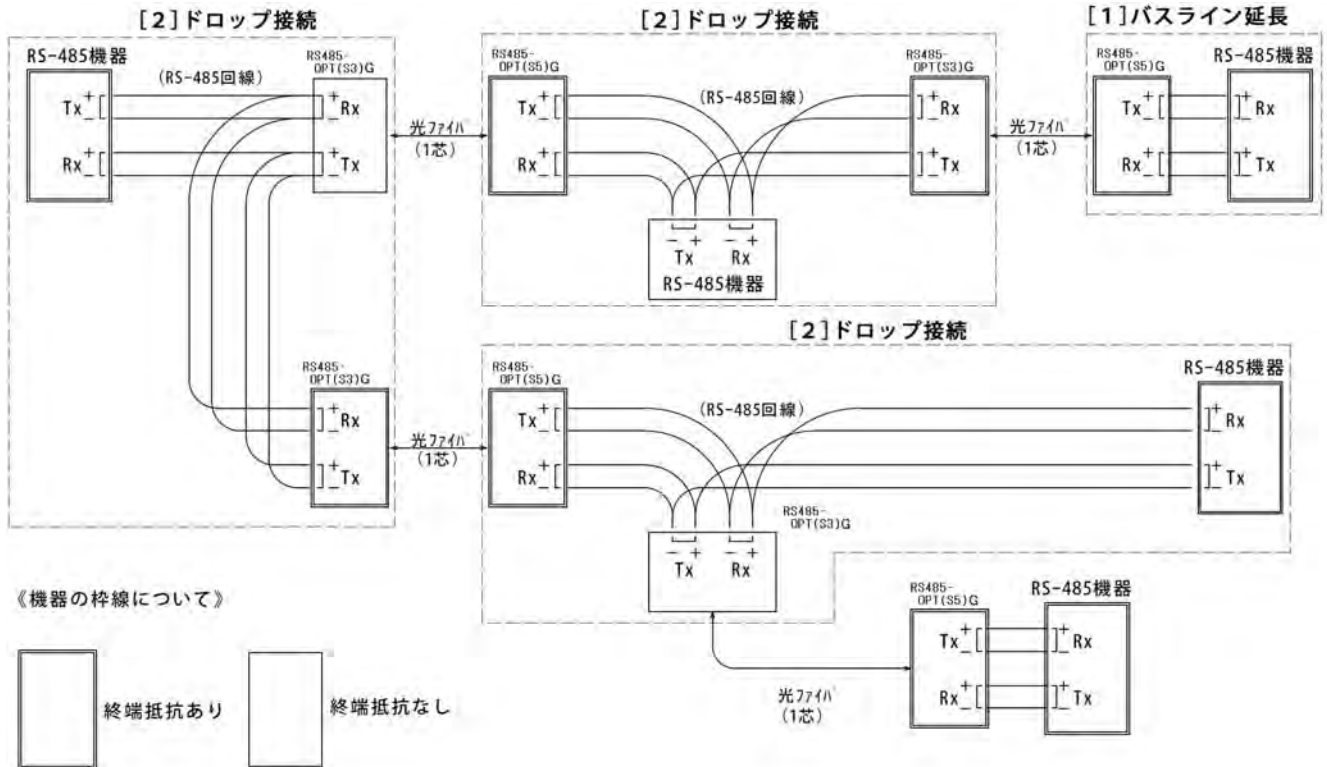 [2]ドロップ接続
RS-485機器
(RS-485回線)
RS485-
OPT(S3)G
Tx + −
+ − Rx
Rx + −
+ − Tx
RS485-
OPT(S3)G
+ − Rx
+ − Tx
光ファイバ
(1芯)
[2]ドロップ接続
RS485-
OPT(S5)G
(RS-485回線)
RS485-
OPT(S3)G
Tx + −
+ − Rx
Rx + −
+ − Tx
− + − +
Tx Rx
RS-485機器
光ファイバ
(1芯)
[1]バスライン延長
RS485-
OPT(S5)G
RS-485機器
Tx + −
+ − Rx
Rx + −
+ − Tx
[2]ドロップ接続
光ファイバ
(1芯)
RS485-
OPT(S5)G
(RS-485回線)
RS-485機器
Tx + −
+ − Rx
Rx + −
+ − Tx
RS485-
OPT(S3)G
− + − +
Tx Rx
光ファイバ
(1芯)
RS485-
OPT(S5)G
RS-485機器
Tx + −
+ − Rx
Rx + −
+ − Tx
《機器の枠線について》
終端抵抗あり
終端抵抗なし